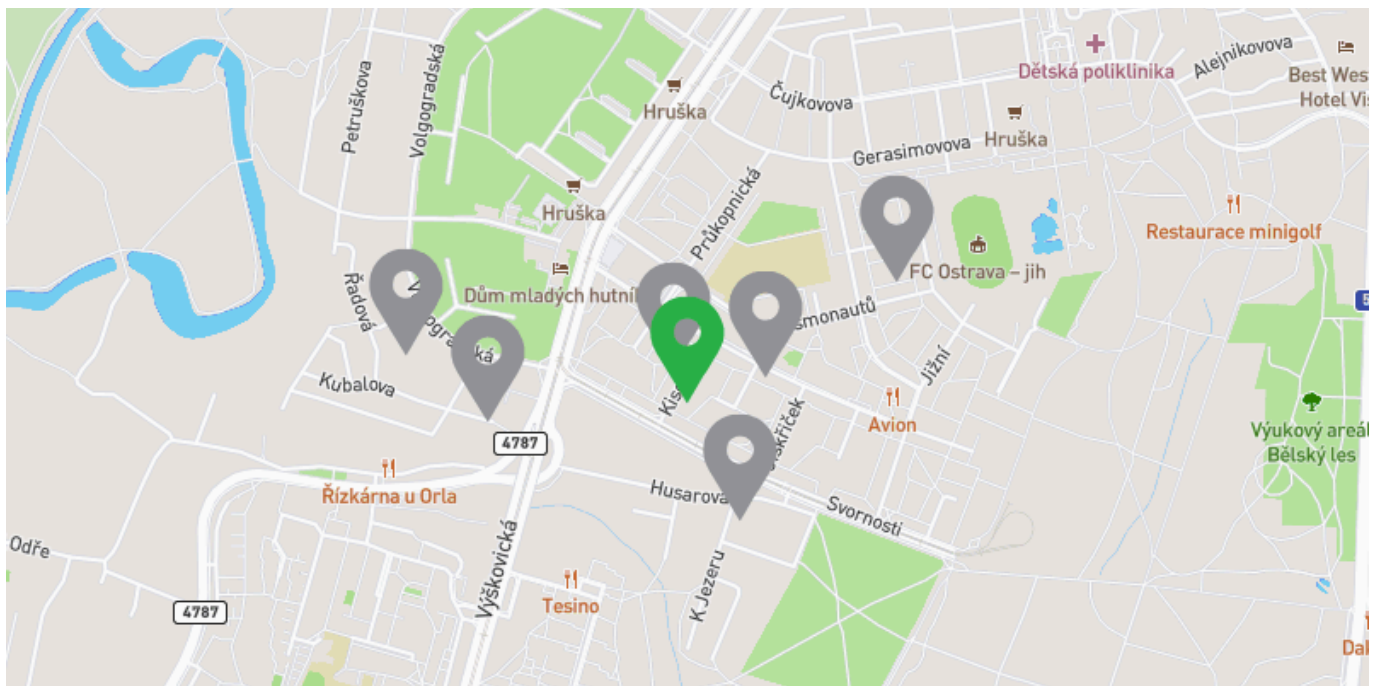 Dětská poliklinika
Alejnikovova
Best Wes
Hotel Vis
Petruškova
Volgogradská
Hruška
Čujkovova
Gerasimovova
Hruška
Průkopnická
Hruška
Restaurace minigolf
FC Ostrava – jih
Dům mladých hutní
Řadová
smonautů
Jižní
Kubalova
Avion
4787
Výukový areál
Bělský les
Řízkárna u Orla
Husarova
Svornosti
Odře
Výškovická
K Jezeru
Tesino
4787
Dak